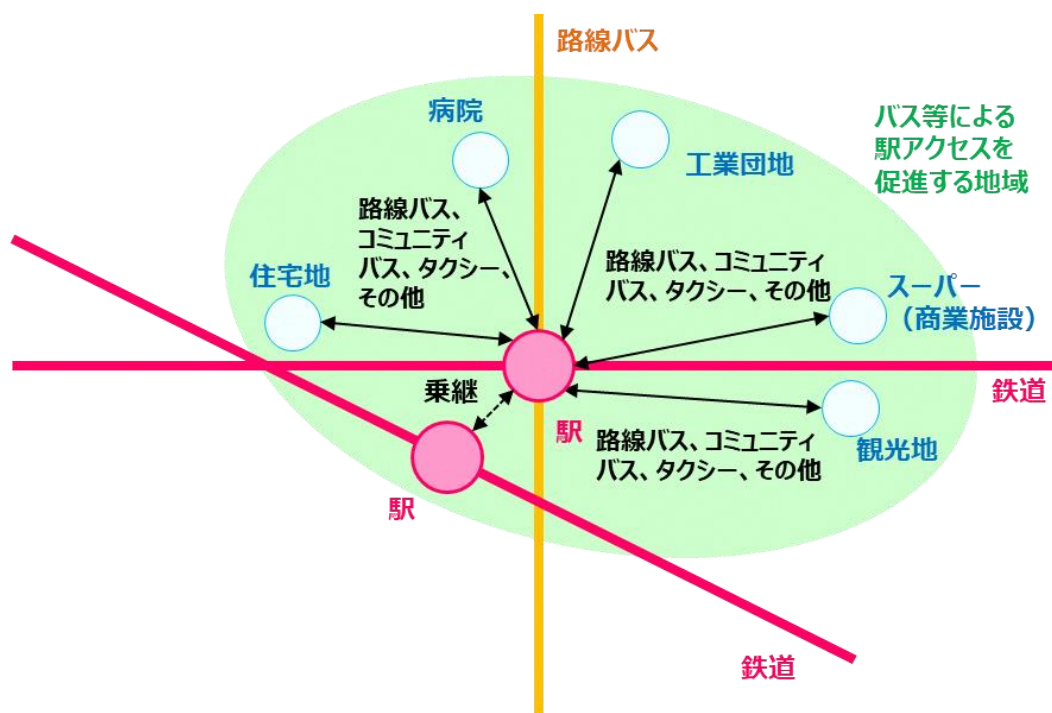 路線バス
病院
工業団地
バス等による
駅アクセスを
促進する地域
路線バス、
コミュニティ
バス、タクシー、
その他
住宅地
路線バス、コミュニティ
バス、タクシー、その他
スーパー
（商業施設）
乗継
駅
鉄道
路線バス、コミュニティ
バス、タクシー、その他
観光地
駅
鉄道